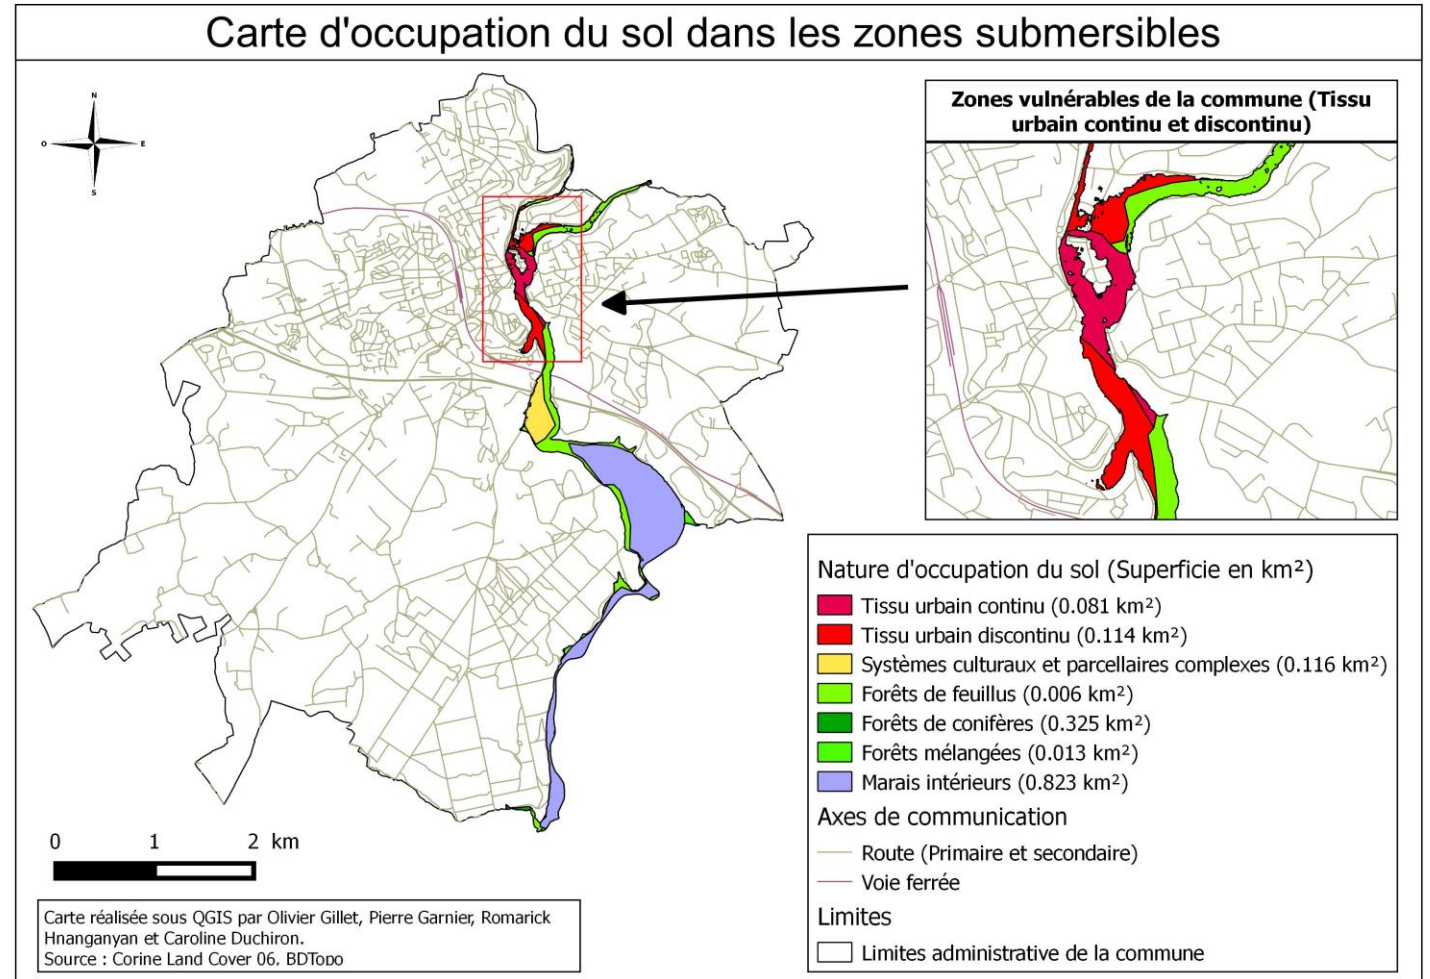 Carte d'occupation du sol dans les zones submersibles
N
O
E
S
Zones vulnérables de la commune (Tissu
urbain continu et discontinu)
Nature d'occupation du sol (Superficie en km²)
Tissu urbain continu (0.081 km²)
Tissu urbain discontinu (0.114 km²)
Systèmes culturaux et parcellaires complexes (0.116 km²)
Forêts de feuillus (0.006 km²)
Forêts de conifères (0.325 km²)
Forêts mélangées (0.013 km²)
Marais intérieurs (0.823 km²)
Axes de communication
Route (Primaire et secondaire)
Voie ferrée
Limites
Limites administrative de la commune
0 1 2 km
Carte réalisée sous QGIS par Olivier Gillet, Pierre Garnier, Romarick
Hnanganyan et Caroline Duchiron.
Source : Corine Land Cover 06, BDTopo